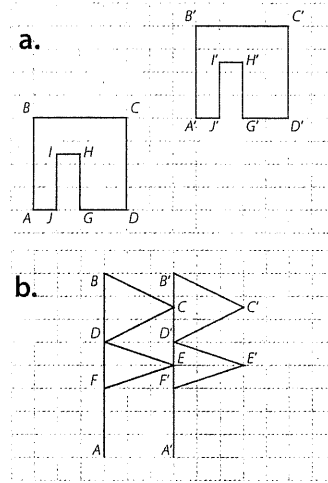 a.
B' C'
I' H'
A' J' G' D'
B C
I H
A J G D
b.
B B'
C C'
D D'
E E'
F F'
A A'